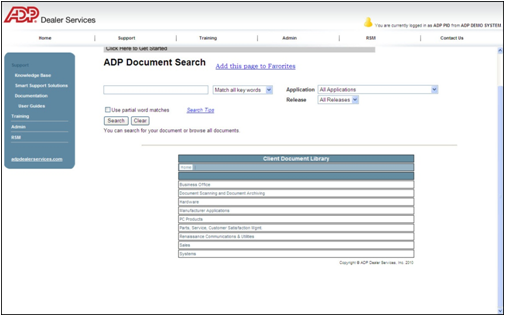 ADP Dealer Services
You are currently logged in as ADP PID from ADP DEMO SYSTEM
Home | Support | Training | Admin | RSM | Contact Us
Click Here to Get Started
Support
Knowledge Base
Smart Support Solutions
Documentation
User Guides
Training
Admin
RSM
adpdealerservices.com
ADP Document Search Add this page to Favorites
Match all key words Application All Applications
Release All Releases
Use partial word matches Search Tips
Search Clear
You can search for your document or browse all documents.
Client Document Library
Home
Business Office
Document Scanning and Document Archiving
Hardware
Manufacturer Applications
PC Products
Parts, Service, Customer Satisfaction Mgmt
Renaissance Communications & Utilities
Sales
Systems
Copyright © ADP Dealer Services, Inc. 2010